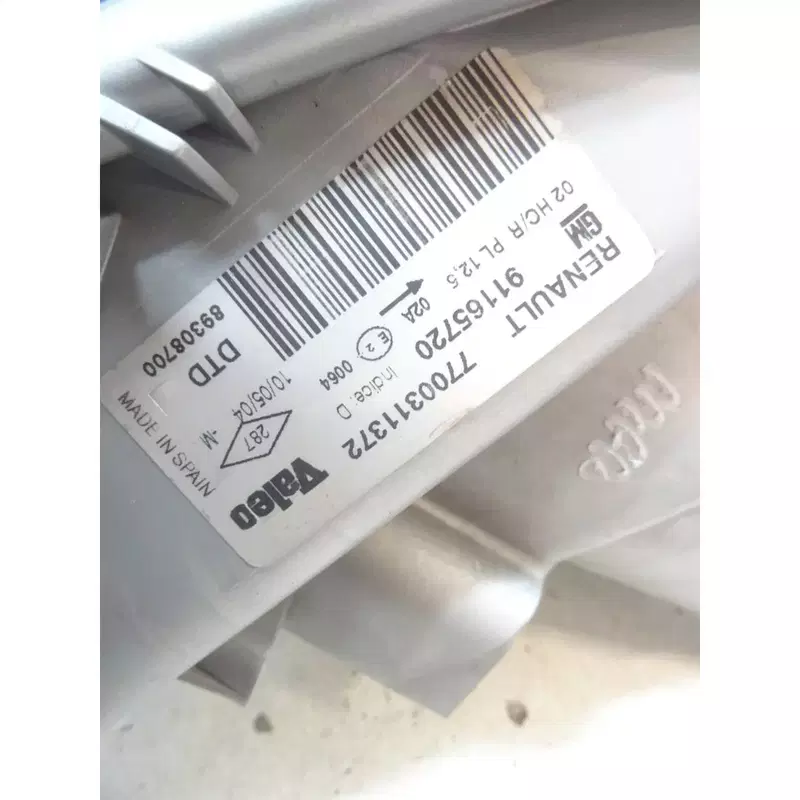 RENAULT 7700311372 Valeo
GM 91165720 Indice: D
02 HC/R PL 12,5 02A E 2 0064 287 -M
10/05/04
DTD
89308700
MADE IN SPAIN